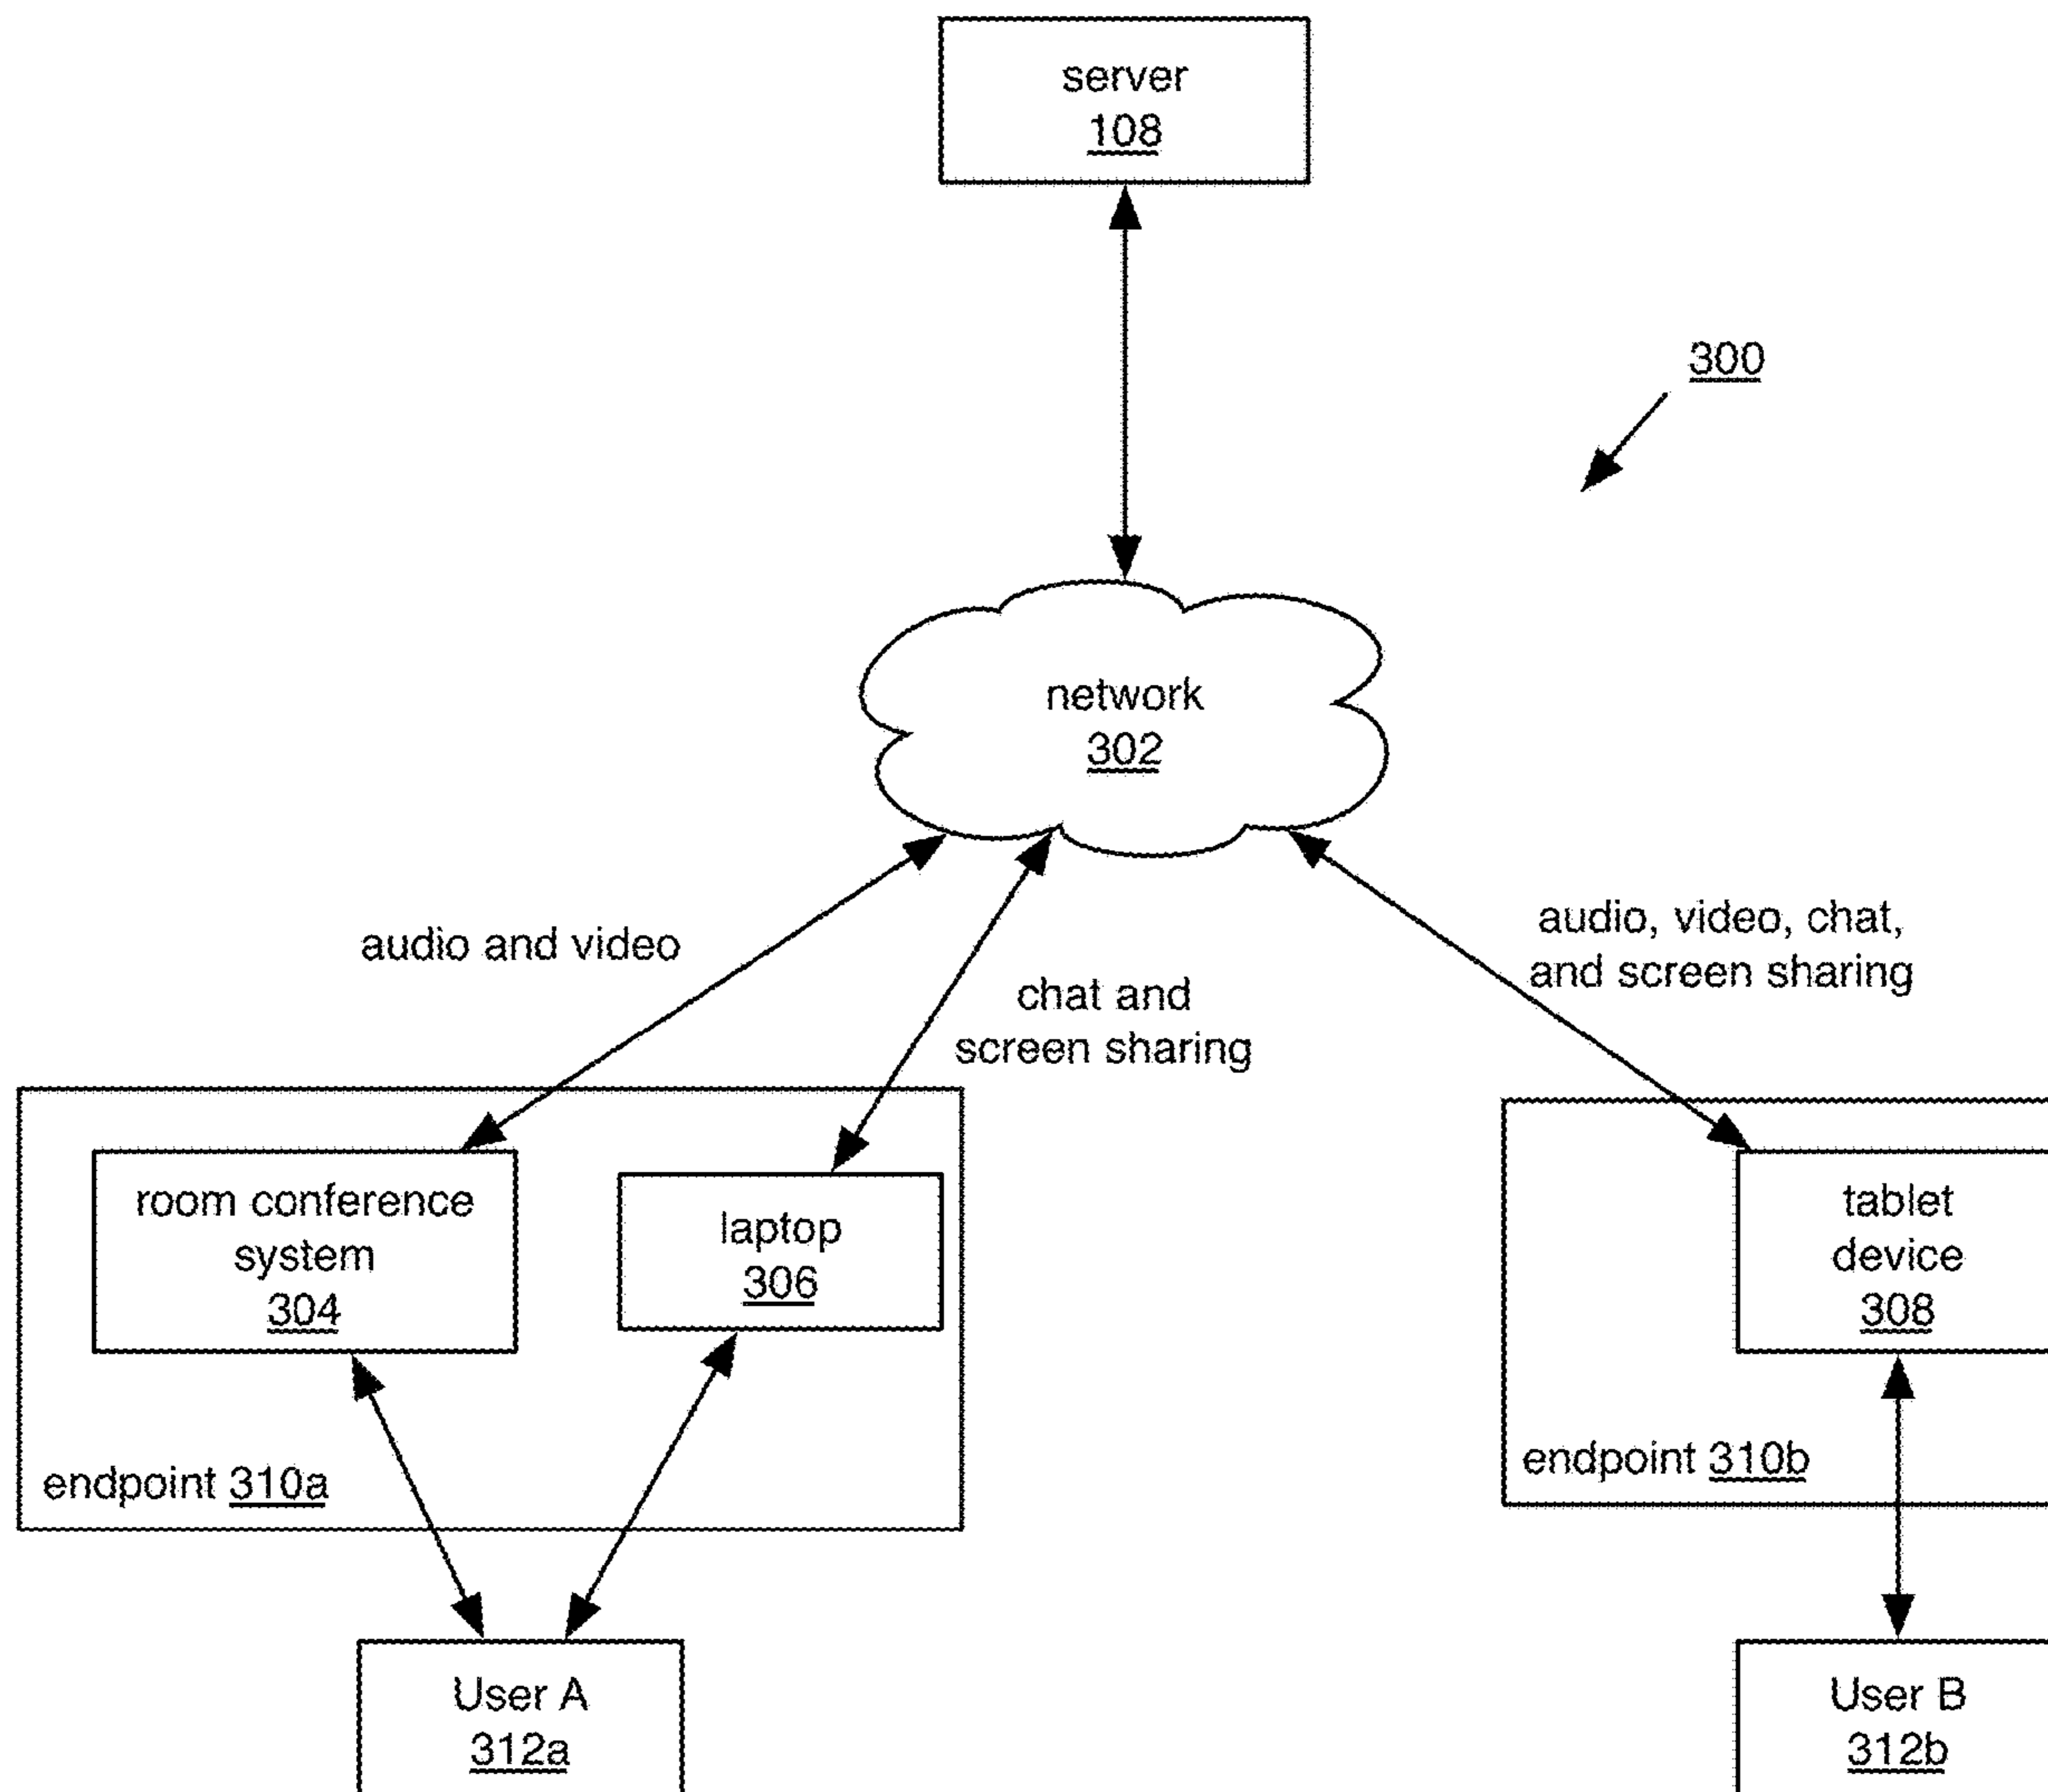 server
108
300
network
302
audio and video
chat and
screen sharing
audio, video, chat,
and screen sharing
room conference
system
304
laptop
306
endpoint 310a
tablet
device
308
endpoint 310b
User A
312a
User B
312b